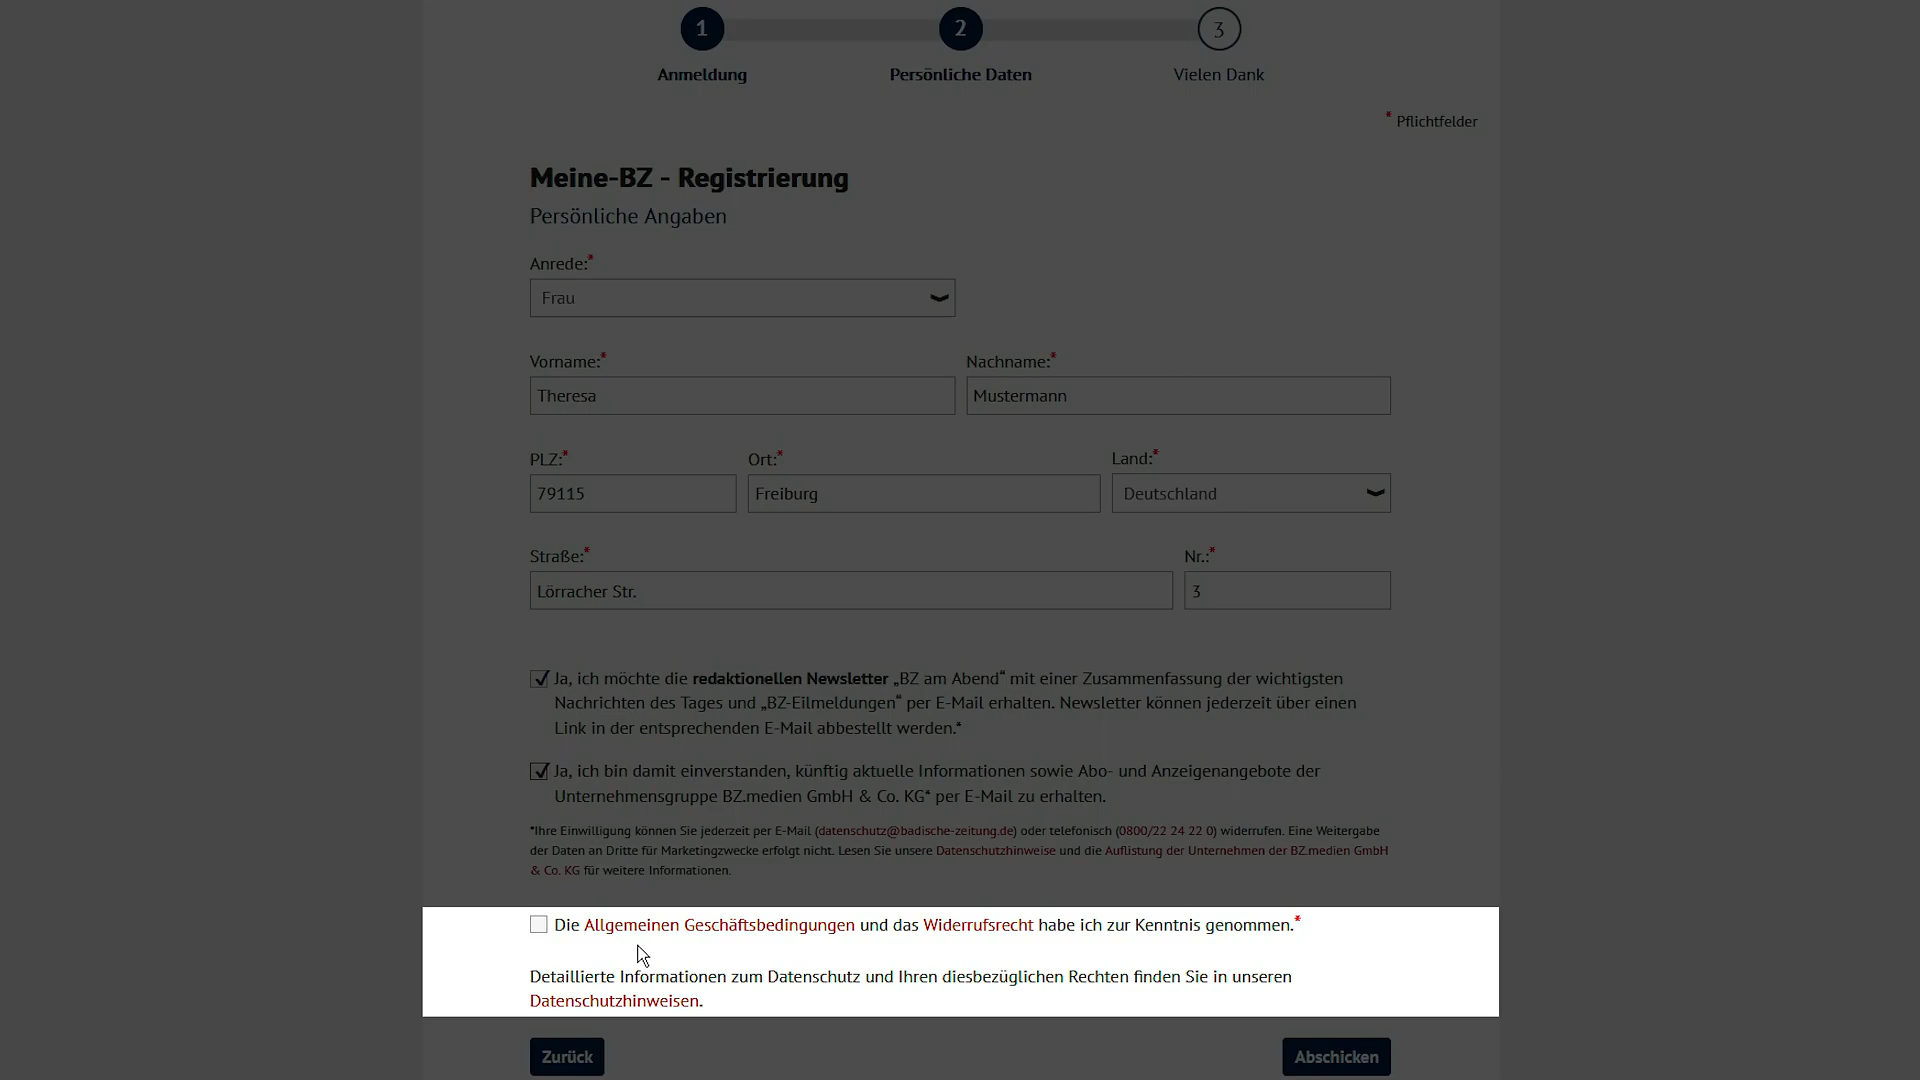 1
2
3
Anmeldung
Persönliche Daten
Vielen Dank
* Pflichtfelder
Meine-BZ - Registrierung
Persönliche Angaben
Anrede:*
Frau
Vorname:*
Nachname:*
Theresa
Mustermann
PLZ:*
Ort:*
Land:*
79115
Freiburg
Deutschland
Straße:*
Nr.:*
Lörracher Str.
3
Ja, ich möchte die redaktionellen Newsletter „BZ am Abend“ mit einer Zusammenfassung der wichtigsten
Nachrichten des Tages und „BZ-Eilmeldungen“ per E-Mail erhalten. Newsletter können jederzeit über einen
Link in der entsprechenden E-Mail abbestellt werden.*
Ja, ich bin damit einverstanden, künftig aktuelle Informationen sowie Abo- und Anzeigenangebote der
Unternehmensgruppe BZ.medien GmbH & Co. KG* per E-Mail zu erhalten.
*Ihre Einwilligung können Sie jederzeit per E-Mail (datenschutz@badische-zeitung.de) oder telefonisch (0800/22 24 22 0) widerrufen. Eine Weitergabe
der Daten an Dritte für Marketingzwecke erfolgt nicht. Lesen Sie unsere Datenschutzhinweise und die Auflistung der Unternehmen der BZ.medien GmbH
& Co. KG für weitere Informationen.
Die Allgemeinen Geschäftsbedingungen und das Widerrufsrecht habe ich zur Kenntnis genommen.*
Detaillierte Informationen zum Datenschutz und Ihren diesbezüglichen Rechten finden Sie in unseren
Datenschutzhinweisen.
Zurück
Abschicken